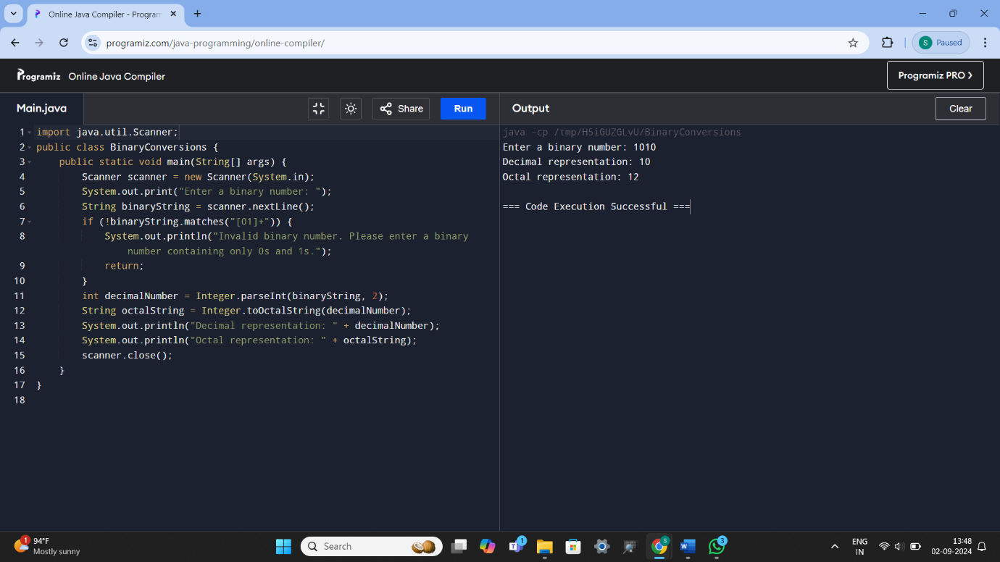 Online Java Compiler - Program
programiz.com/java-programming/online-compiler/
S Paused
Programiz Online Java Compiler
Programiz PRO >
Main.java
Share
Run
Output
Clear
1 import java.util.Scanner;
2 public class BinaryConversions {
3 public static void main(String[] args) {
4 Scanner scanner = new Scanner(System.in);
5 System.out.print("Enter a binary number: ");
6 String binaryString = scanner.nextLine();
7 if (!binaryString.matches("[01]+")) {
8 System.out.println("Invalid binary number. Please enter a binary
number containing only 0s and 1s.");
9 return;
10 }
11 int decimalNumber = Integer.parseInt(binaryString, 2);
12 String octalString = Integer.toOctalString(decimalNumber);
13 System.out.println("Decimal representation: " + decimalNumber);
14 System.out.println("Octal representation: " + octalString);
15 scanner.close();
16 }
17 }
18
java -cp /tmp/H5iGUZGLvU/BinaryConversions
Enter a binary number: 1010
Decimal representation: 10
Octal representation: 12
=== Code Execution Successful ===
1
94°F
Mostly sunny
Search
1
S
3
ENG
IN
13:48
02-09-2024